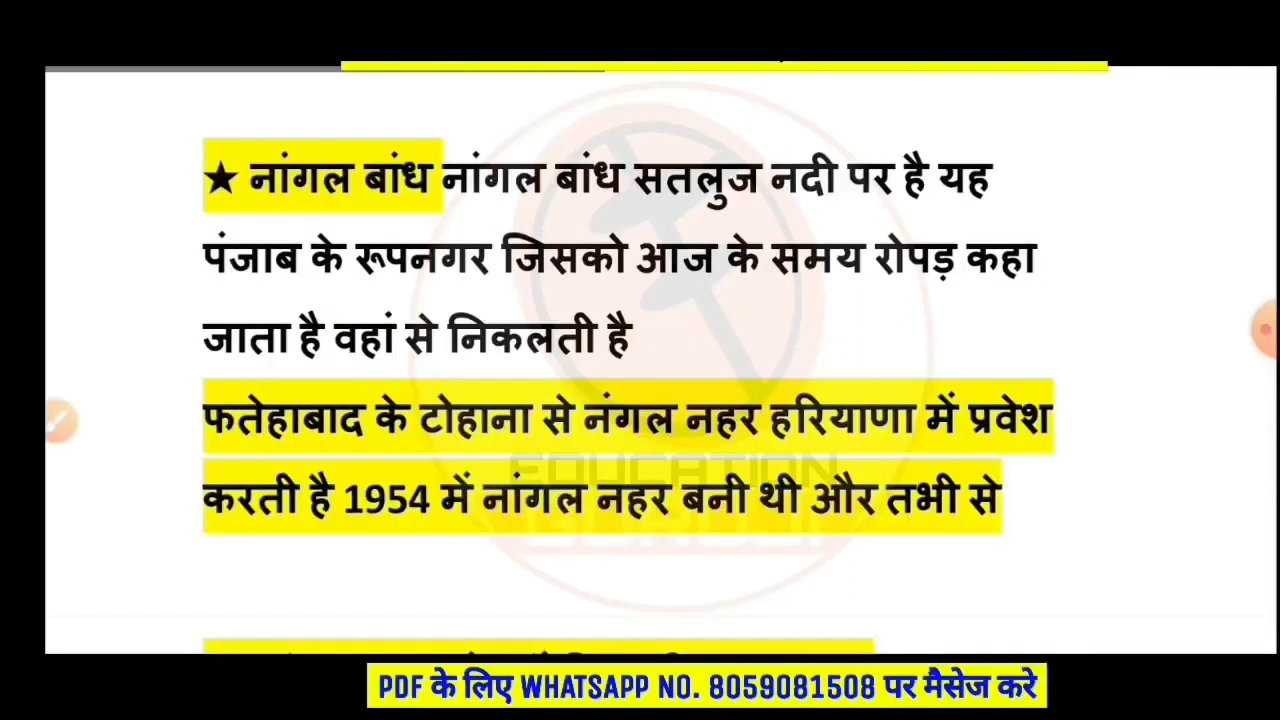 ★ नांगल बांध नांगल बांध सतलुज नदी पर है यह
पंजाब के रूपनगर जिसको आज के समय रोपड़ कहा
जाता है वहां से निकलती है
फतेहाबाद के टोहाना से नंगल नहर हरियाणा में प्रवेश
EDUCATION
करती है 1954 में नांगल नहर बनी थी और तभी से
PDF के लिए WHATSAPP NO. 8059081508 पर मैसेज करे